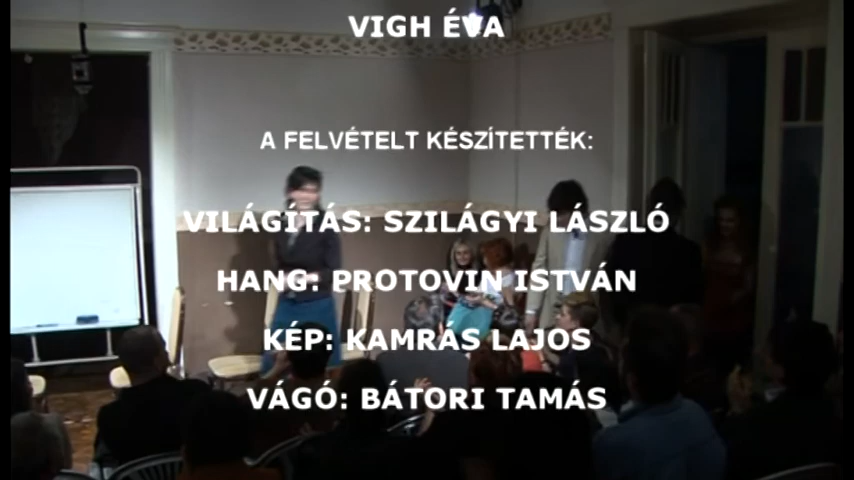 VIGH ÉVA
A FELVÉTELT KÉSZÍTETTÉK:
VILÁGÍTÁS: SZILÁGYI LÁSZLÓ
HANG: PROTOVIN ISTVÁN
KÉP: KAMRÁS LAJOS
VÁGÓ: BÁTORI TAMÁS